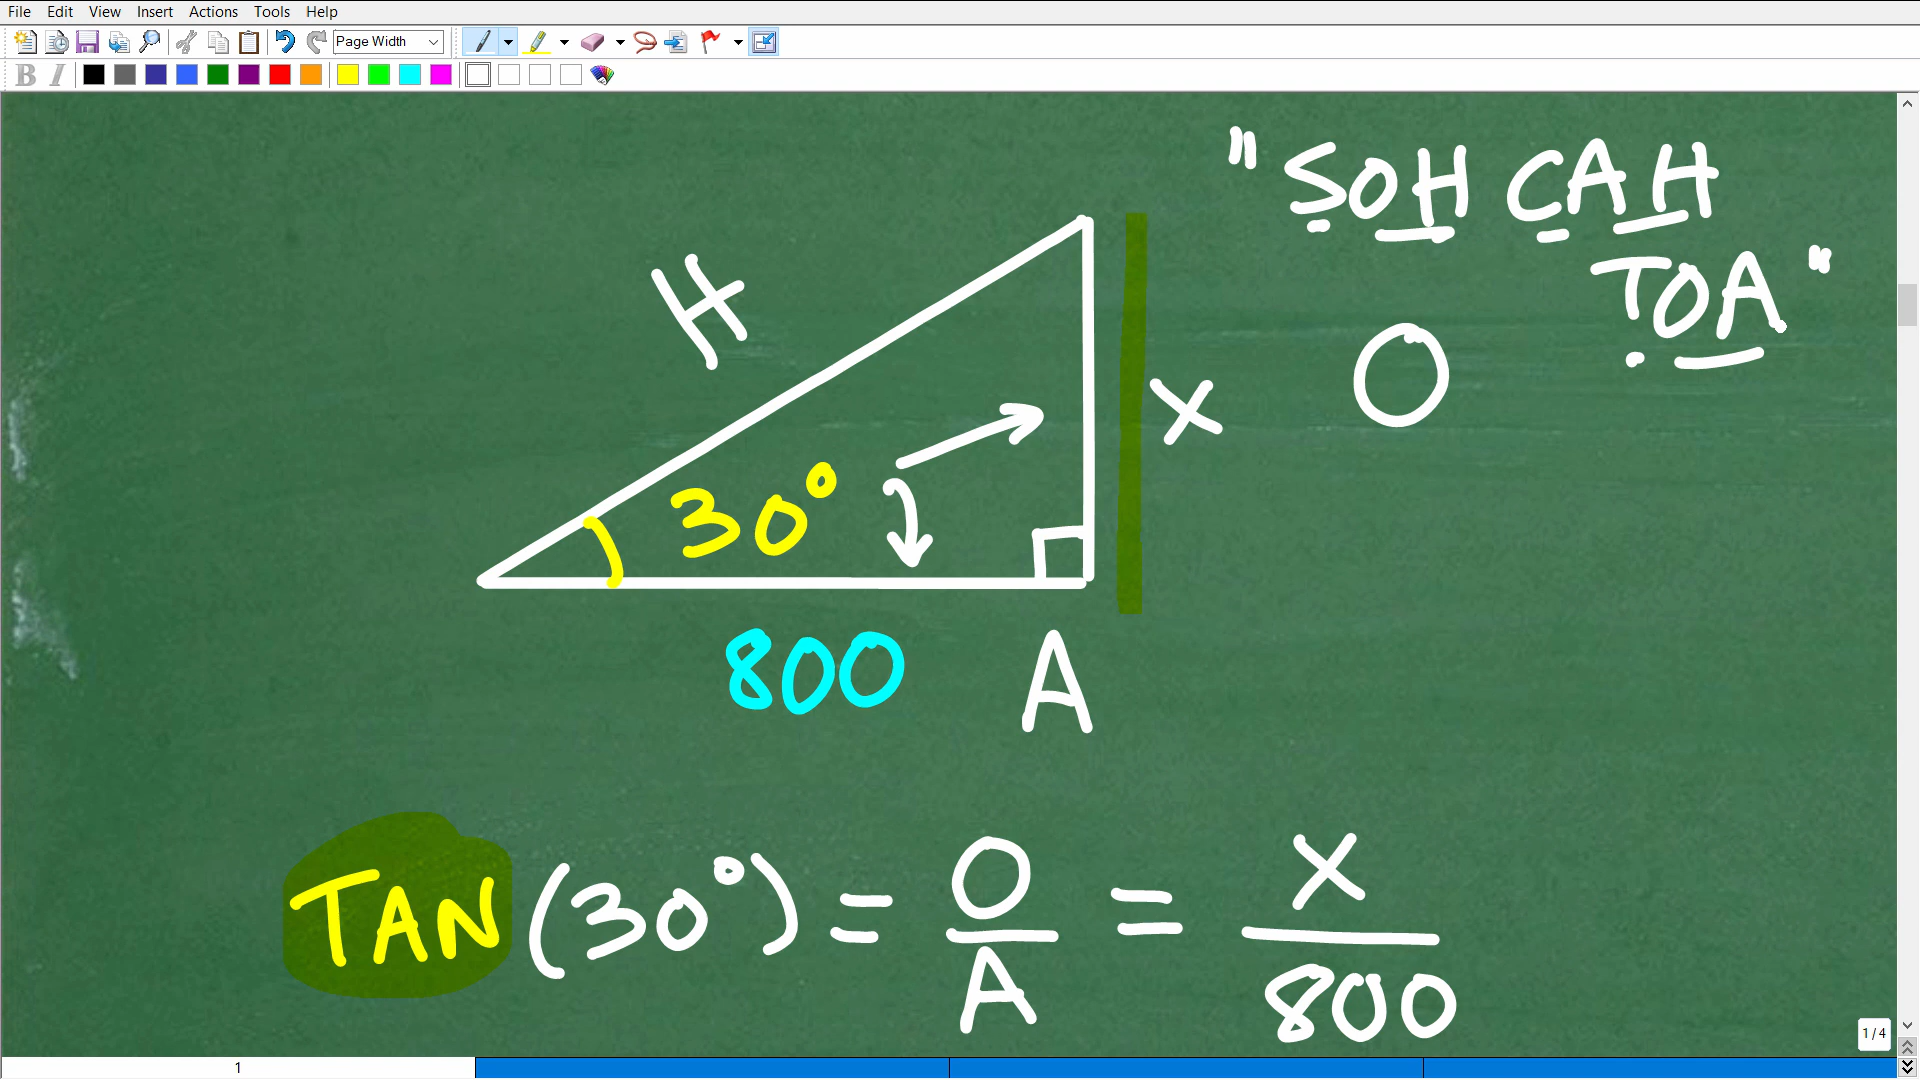 File Edit View Insert Actions Tools Help
Page Width
B I
"SOH CAH
TOA"
H
X
O
30°
800
A
TAN (30°) = O/A = X/800
1 / 4
1